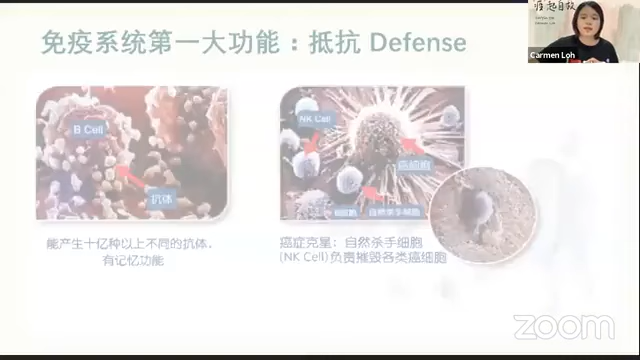 免疫系统第一大功能：抵抗 Defense
Carmen Loh
B Cell
抗体
NK Cell
癌细胞
自然杀手细胞
能产生十亿种以上不同的抗体，
有记忆功能
癌症克星：自然杀手细胞
(NK Cell)负责摧毁各类癌细胞
zoom